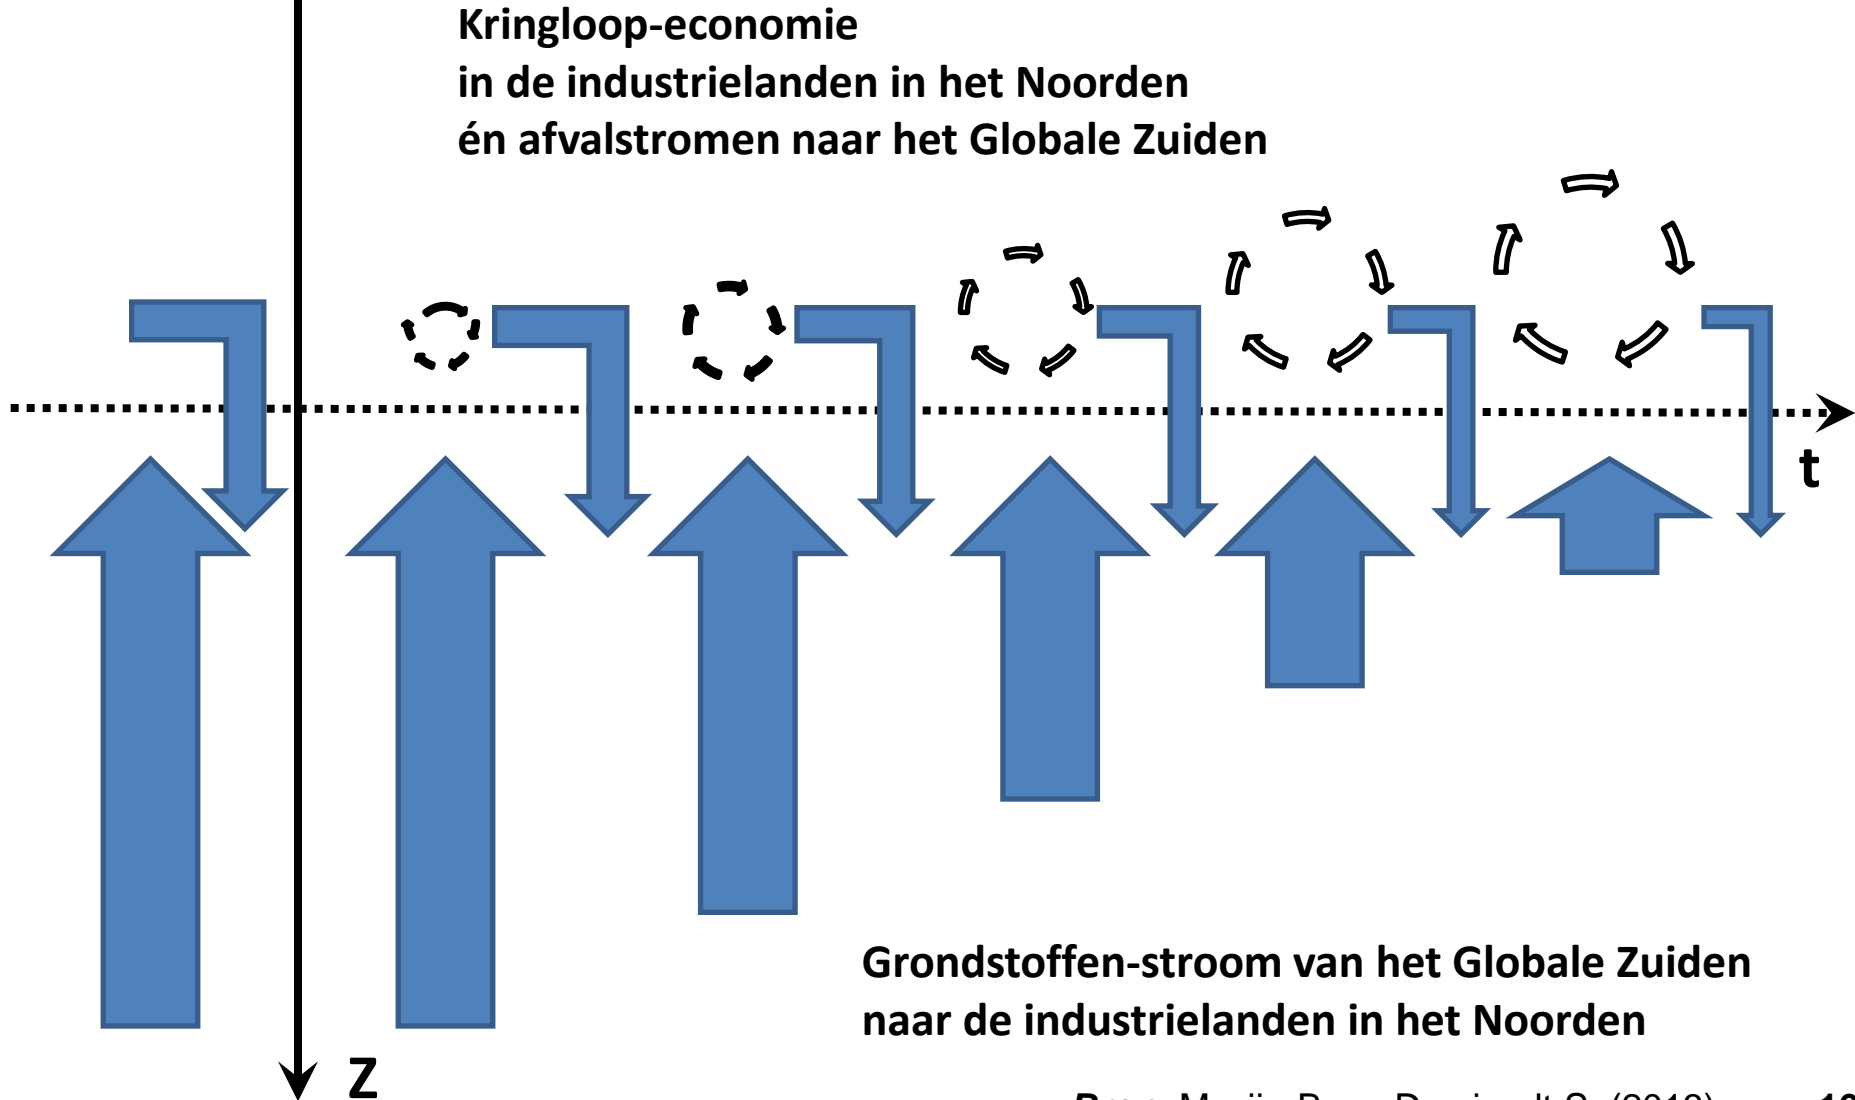 Kringloop-economie
in de industrielanden in het Noorden
én afvalstromen naar het Globale Zuiden
t
Grondstoffen-stroom van het Globale Zuiden
naar de industrielanden in het Noorden
Z